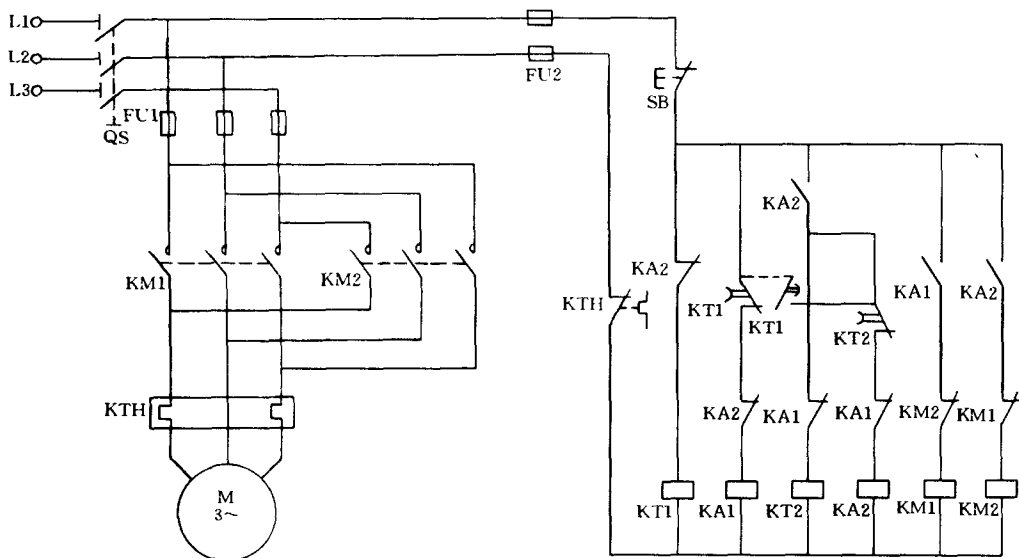 L1
L2
L3
QS
FU1
FU2
SB
KA2
KM1
KM2
KTH
KA2
KT1
KT1
KT2
KA1
KA2
KTH
KA2
KA1
KA1
KM2
KM1
KT1
KA1
KT2
KA2
KM1
KM2
M
3~